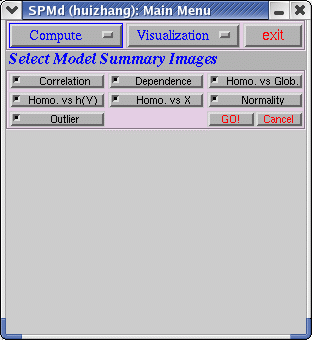 SPMd (huizhang): Main Menu
Compute Visualization exit
Select Model Summary Images
Correlation Dependence Homo. vs Glob.
Homo. vs h(Y) Homo. vs X Normality
Outlier GO! Cancel